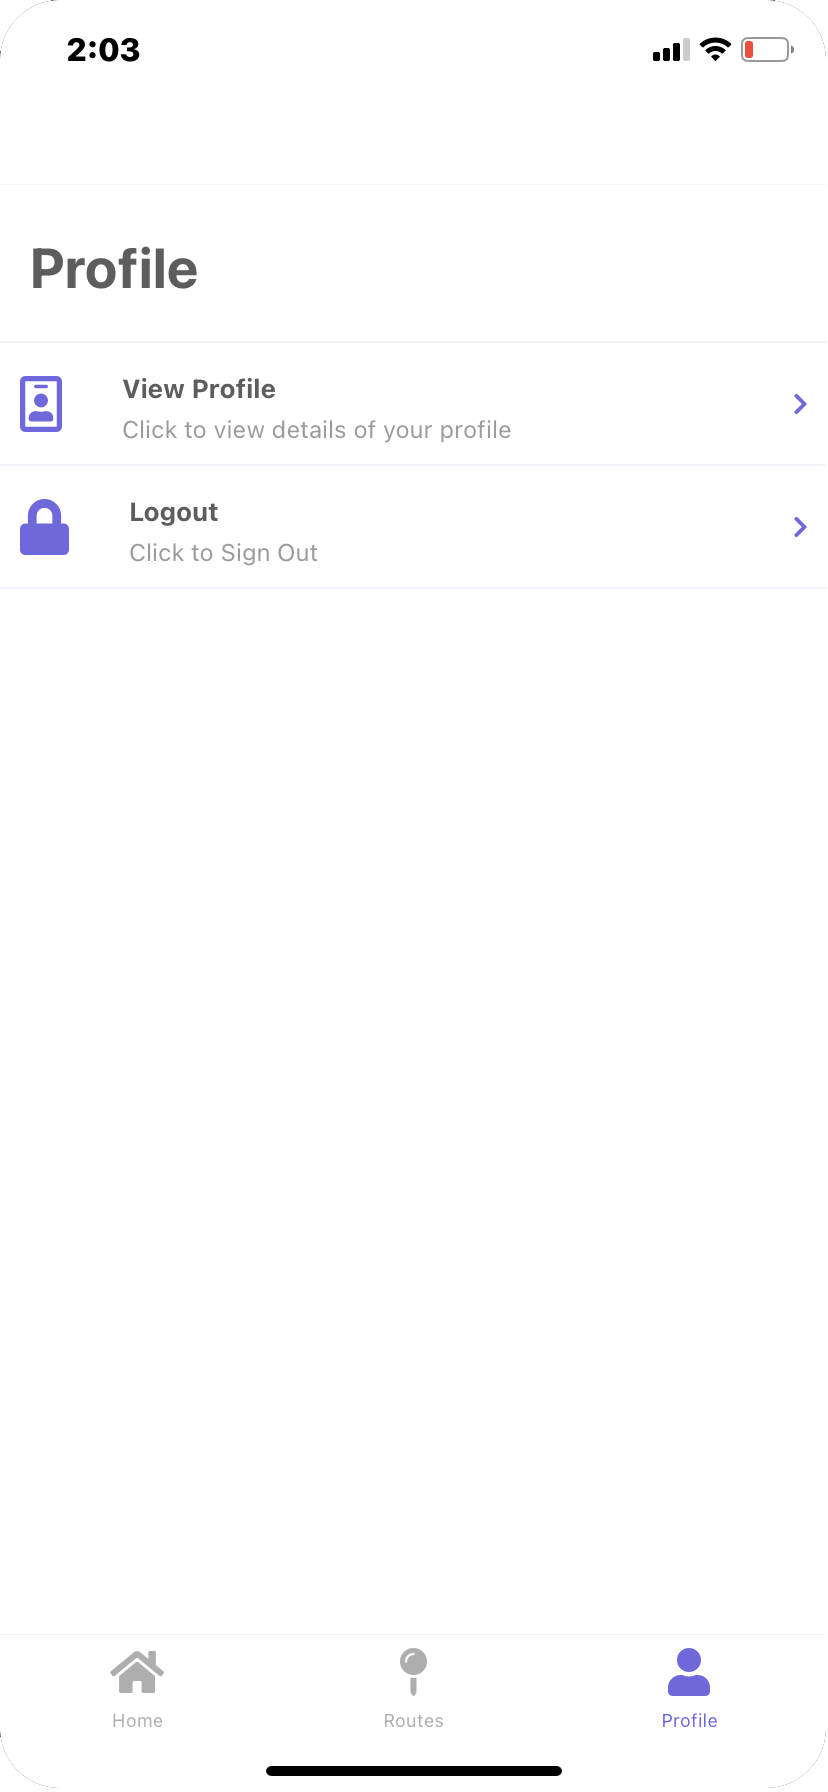 2:03
Profile
View Profile
Click to view details of your profile
Logout
Click to Sign Out
Home
Routes
Profile